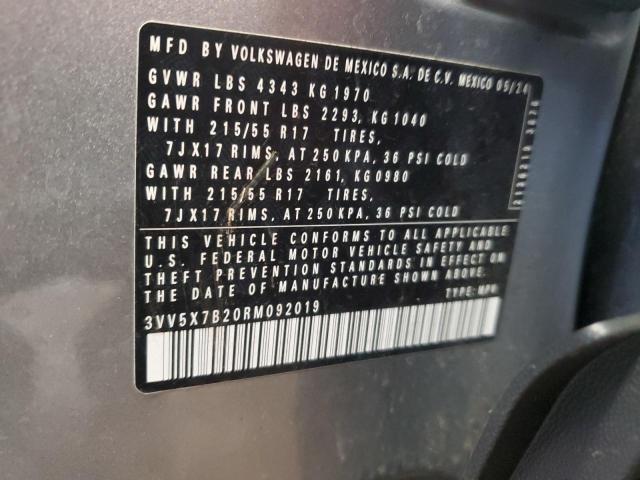 MFD BY VOLKSWAGEN DE MEXICO S.A. DE C.V. MEXICO 05/24
GVWR LBS 4343 KG 1970
GAWR FRONT LBS 2293, KG 1040
WITH 215/55 R17 TIRES,
7JX17 RIMS, AT 250 KPA, 36 PSI COLD
GAWR REAR LBS 2161, KG 0980
WITH 215/55 R17 TIRES,
7JX17 RIMS, AT 250 KPA, 36 PSI COLD
THIS VEHICLE CONFORMS TO ALL APPLICABLE
U.S. FEDERAL MOTOR VEHICLE SAFETY AND
THEFT PREVENTION STANDARDS IN EFFECT ON
THE DATE OF MANUFACTURE SHOWN ABOVE.
TYPE: MPV
3VV5X7B20RM092019